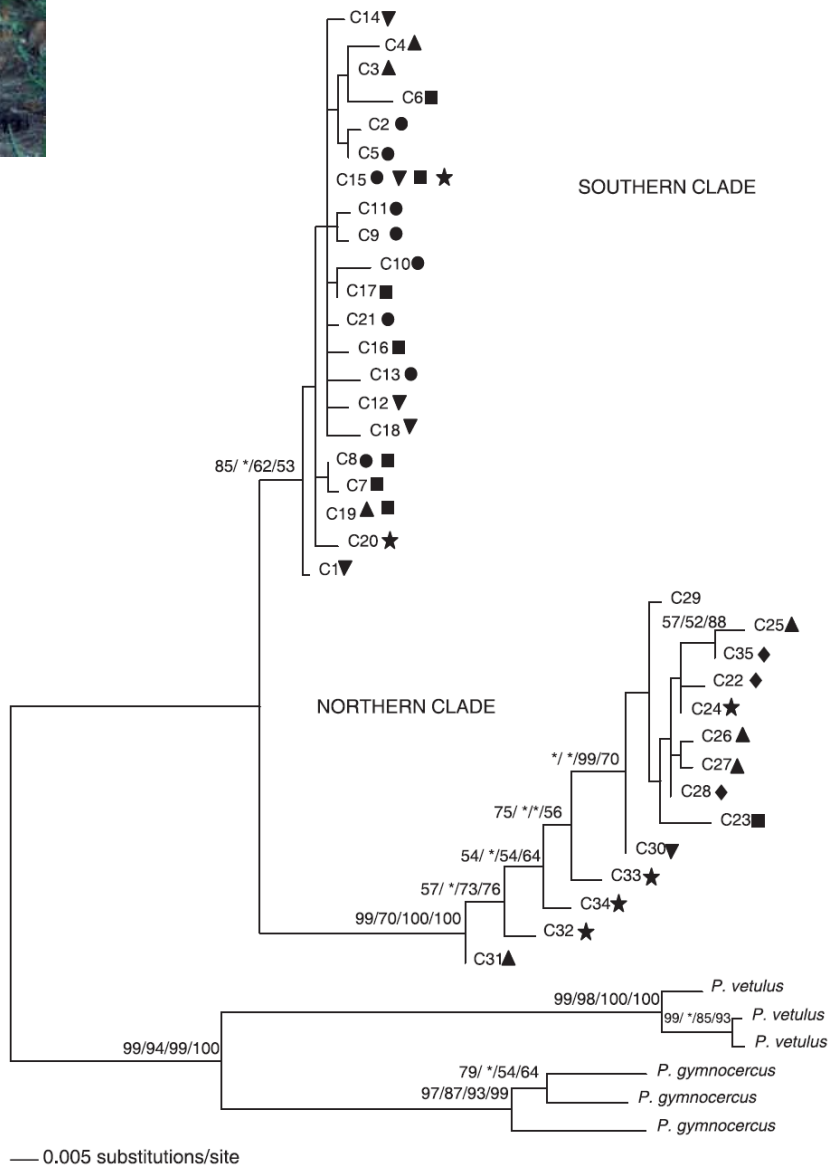 C14
C4
C3
C6
C2
C5
C15
SOUTHERN CLADE
C11
C9
C10
C17
C21
C16
C13
C12
C18
85/ */62/53
C8
C7
C19
C20
C1
C29
57/52/88
C25
C35
C22
NORTHERN CLADE
C24
C26
C27
*/ */99/70
C28
75/ */*/56
C23
C30
54/ */54/64
C33
57/ */73/76
C34
99/70/100/100
C32
C31
P. vetulus
99/98/100/100
99/ */85/93
P. vetulus
P. vetulus
99/94/99/100
79/ */54/64
P. gymnocercus
97/87/93/99
P. gymnocercus
P. gymnocercus
0.005 substitutions/site